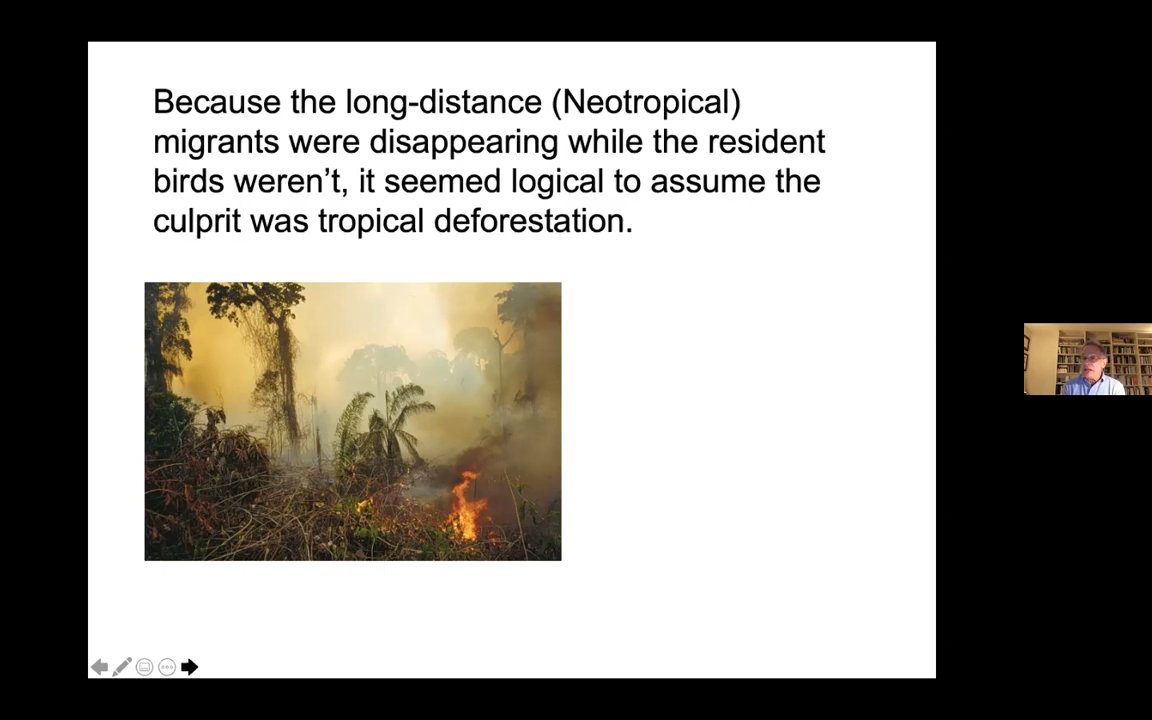 Because the long-distance (Neotropical)
migrants were disappearing while the resident
birds weren’t, it seemed logical to assume the
culprit was tropical deforestation.